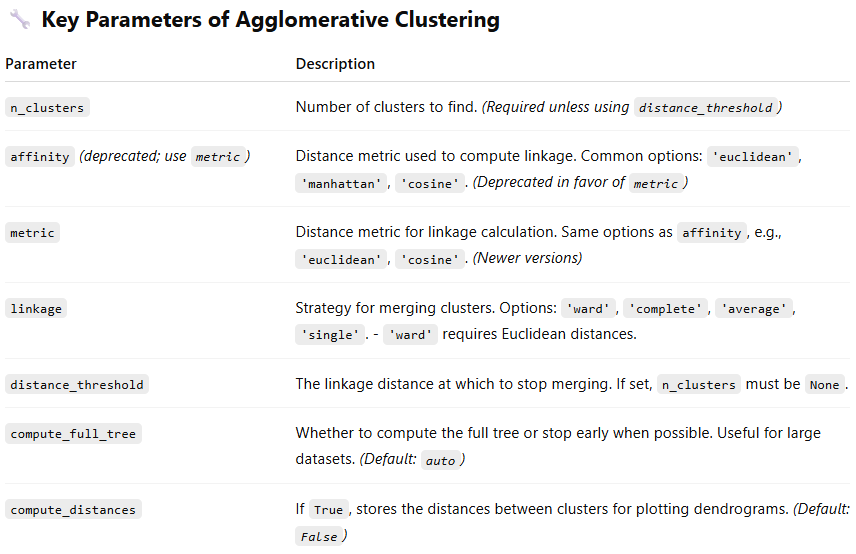 🔧 Key Parameters of Agglomerative Clustering
Parameter Description
n_clusters Number of clusters to find. (Required unless using distance_threshold)
affinity (deprecated; use metric) Distance metric used to compute linkage. Common options: 'euclidean',
'manhattan', 'cosine'. (Deprecated in favor of metric)
metric Distance metric for linkage calculation. Same options as affinity, e.g.,
'euclidean', 'cosine'. (Newer versions)
linkage Strategy for merging clusters. Options: 'ward', 'complete', 'average',
'single'. - 'ward' requires Euclidean distances.
distance_threshold The linkage distance at which to stop merging. If set, n_clusters must be None.
compute_full_tree Whether to compute the full tree or stop early when possible. Useful for large
datasets. (Default: auto)
compute_distances If True, stores the distances between clusters for plotting dendrograms. (Default:
False)